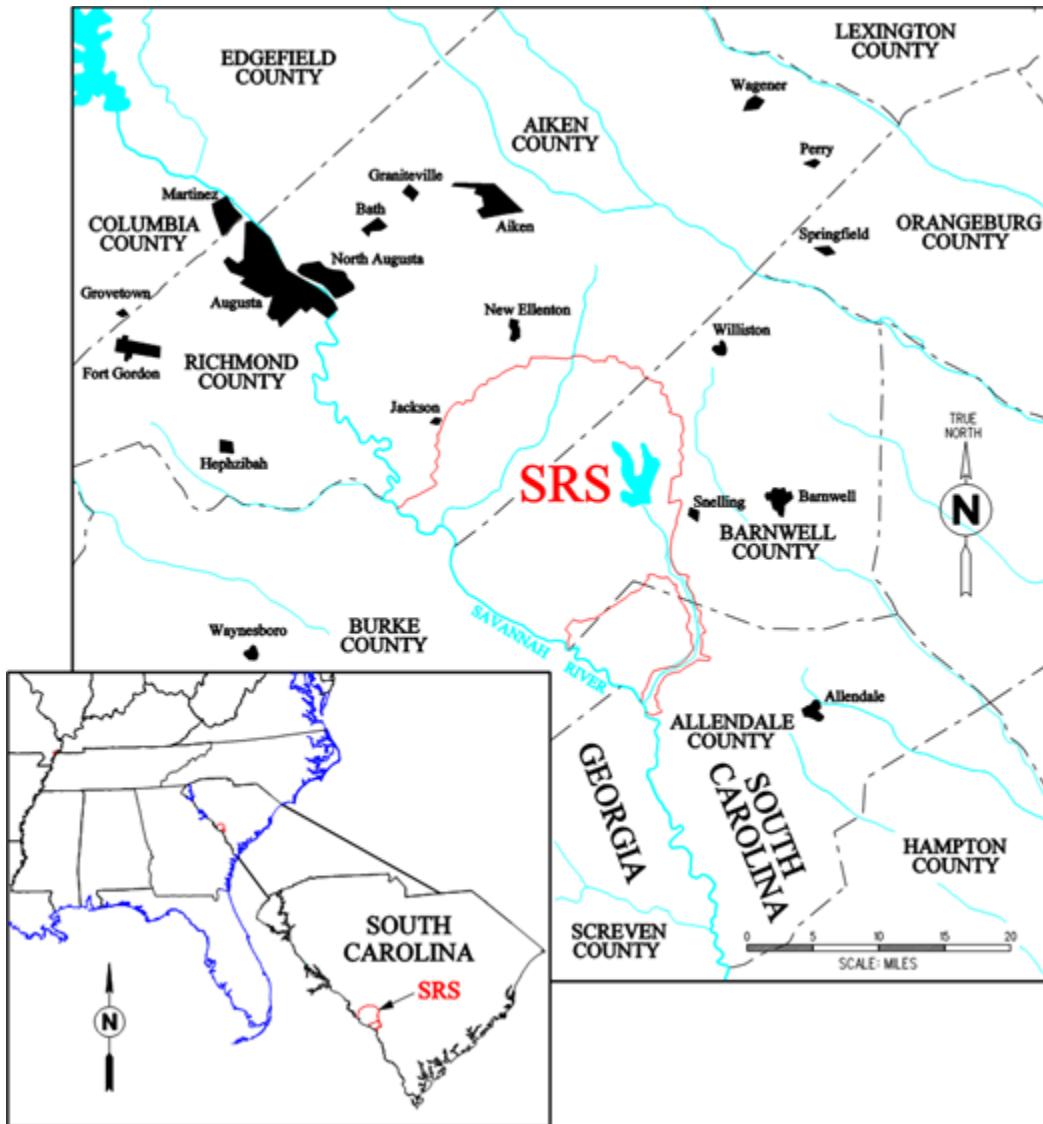 EDGEFIELD
COUNTY
LEXINGTON
COUNTY
Wagener
AIKEN
COUNTY
Perry
Graniteville
Martinez
Bath
Aiken
COLUMBIA
COUNTY
ORANGEBURG
COUNTY
Springfield
North Augusta
Grovetown
Augusta
New Ellenton
Williston
RICHMOND
COUNTY
Fort Gordon
Jackson
TRUE
NORTH
Hephzibah
SRS
N
Snelling
Barnwell
BARNWELL
COUNTY
Waynesboro
BURKE
COUNTY
SAVANNAH RIVER
Allendale
ALLENDALE
COUNTY
GEORGIA
SOUTH
CAROLINA
HAMPTON
COUNTY
SCREVEN
COUNTY
0 5 10 15 20
SCALE: MILES
SOUTH
CAROLINA
SRS
N